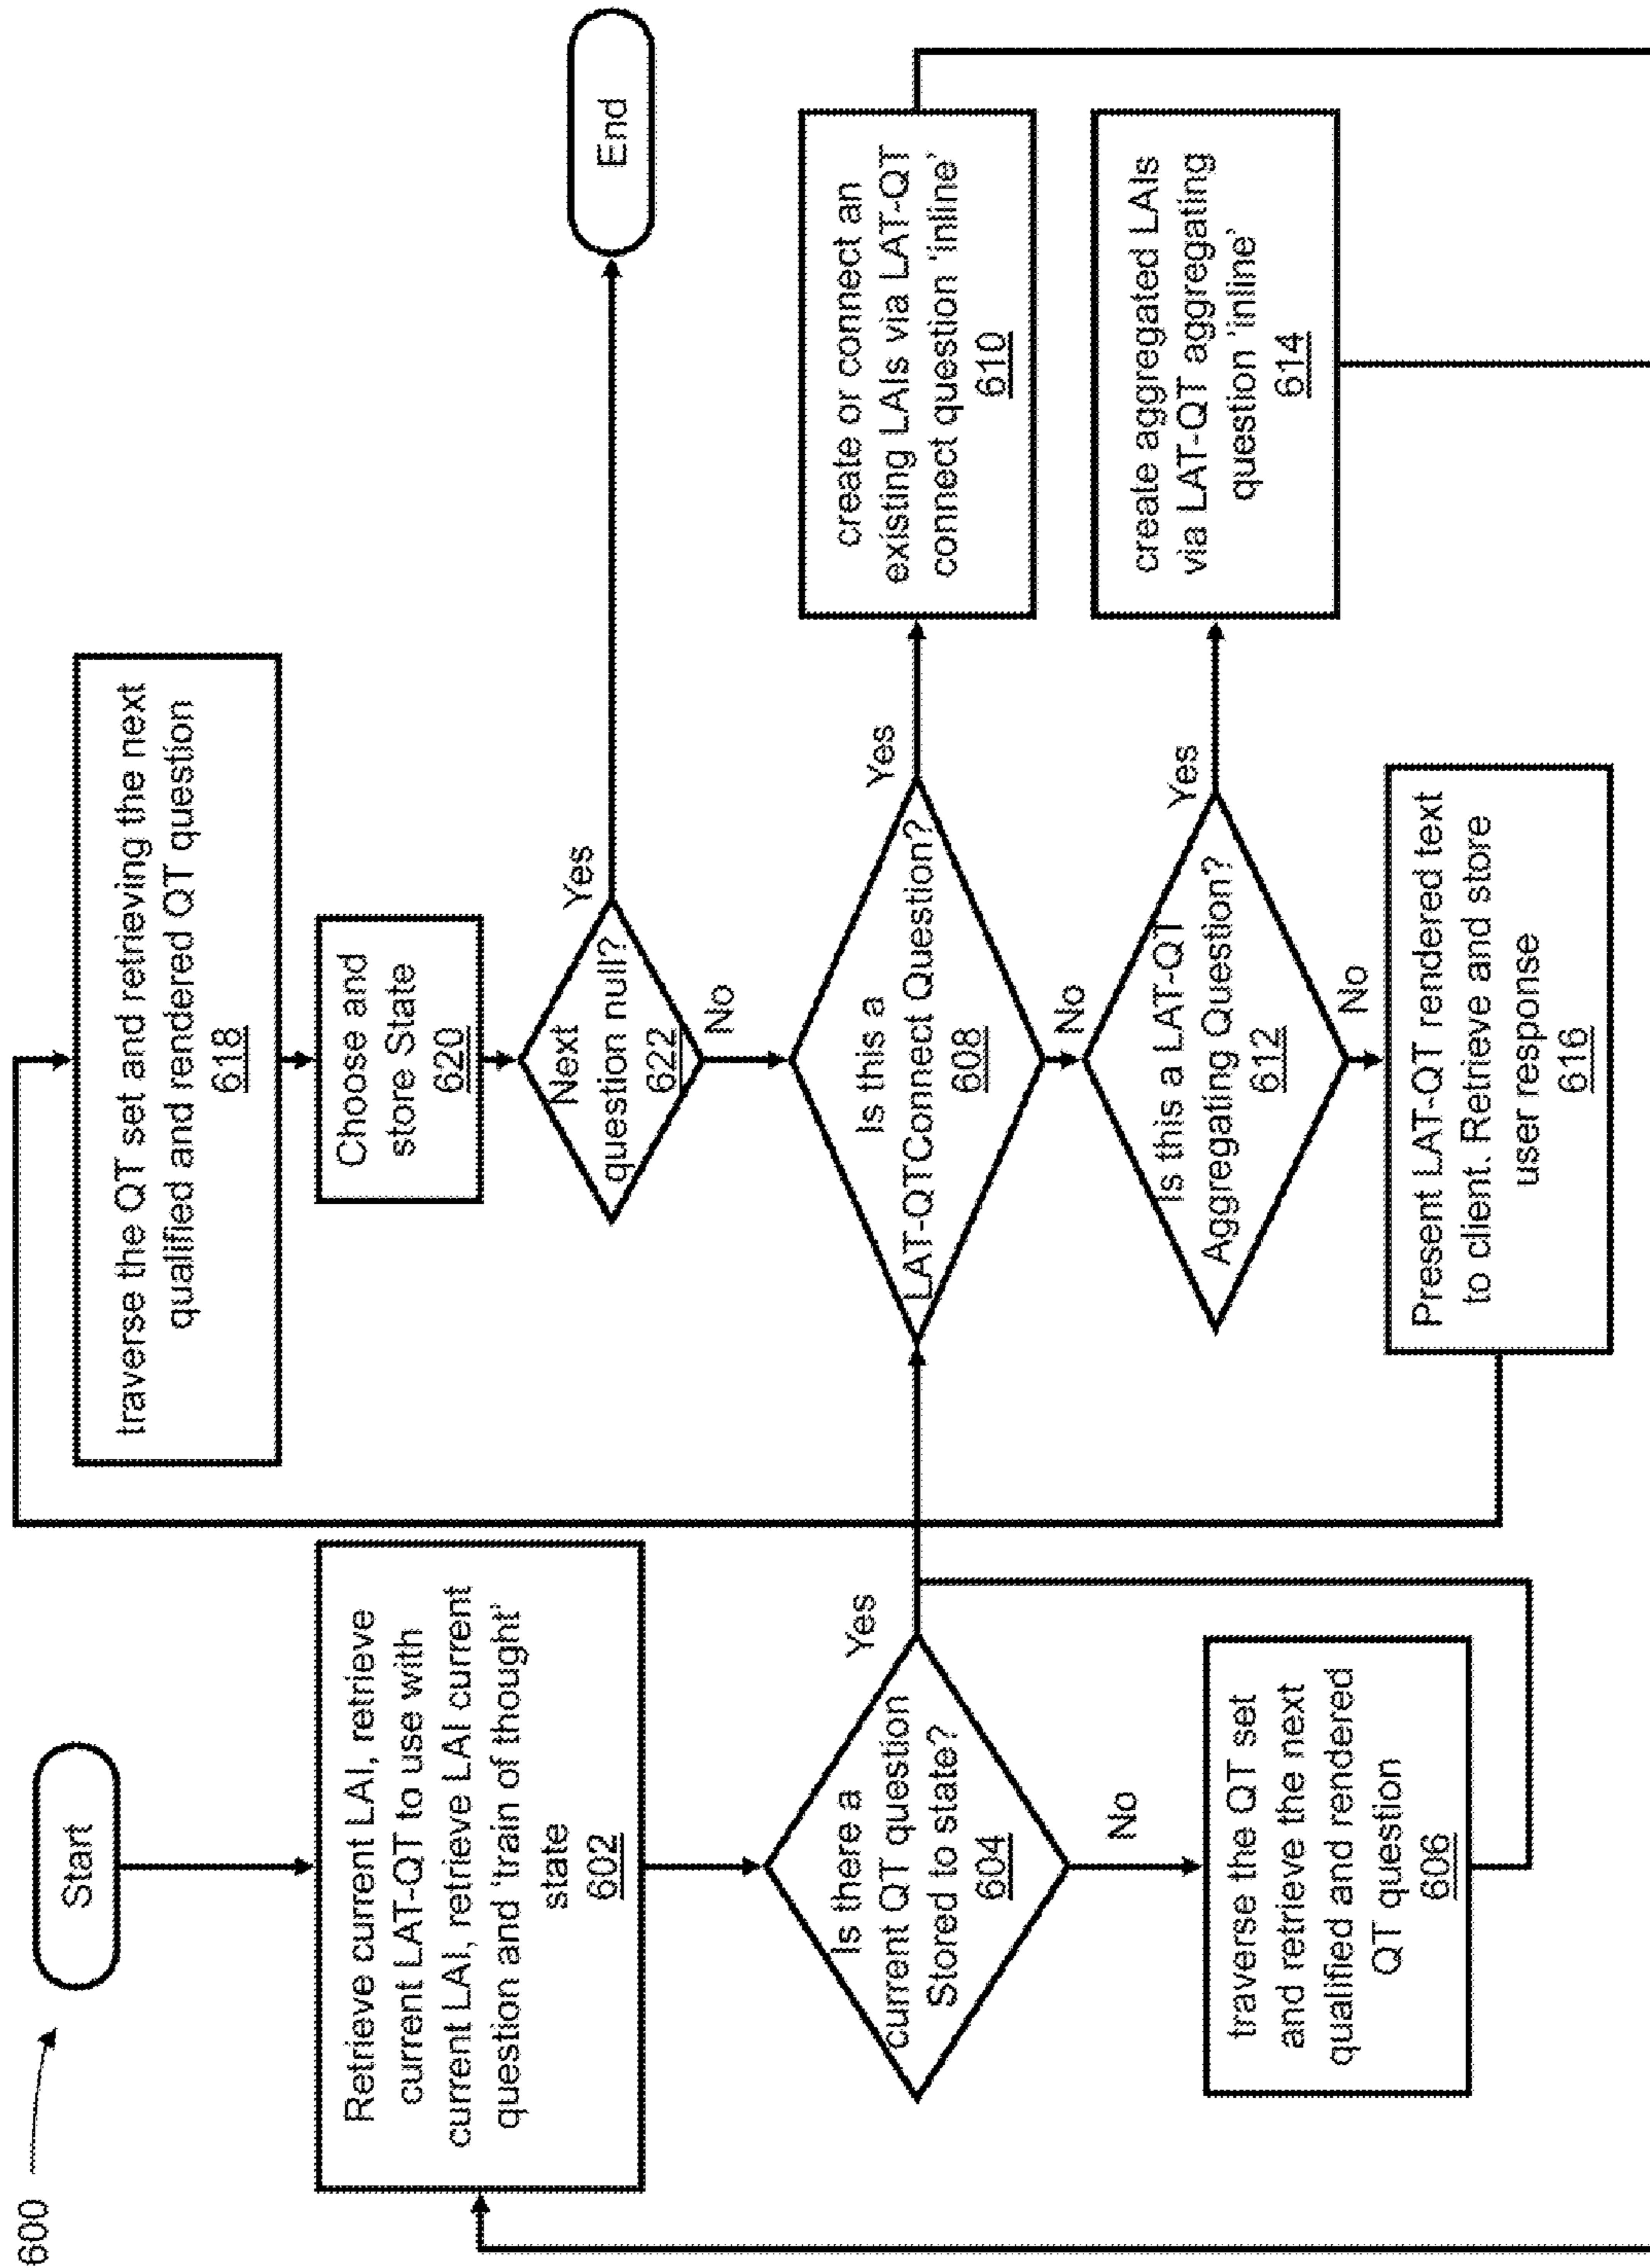 600
Start
Retrieve current LAI, retrieve
current LAT-QT to use with
current LAI, retrieve LAI current
question and 'train of thought'
state
602
Is there a
current QT question
Stored to state?
604
Yes
No
traverse the QT set
and retrieve the next
qualified and rendered
QT question
606
traverse the QT set and retrieving the next
qualified and rendered QT question
618
Choose and
store State
620
Next
question null?
622
Yes
No
End
Is this a
LAT-QTConnect Question?
608
Yes
No
create or connect an
existing LAIs via LAT-QT
connect question 'inline'
610
Is this a LAT-QT
Aggregating Question?
612
Yes
No
create aggregated LAIs
via LAT-QT aggregating
question 'inline'
614
Present LAT-QT rendered text
to client. Retrieve and store
user response
616